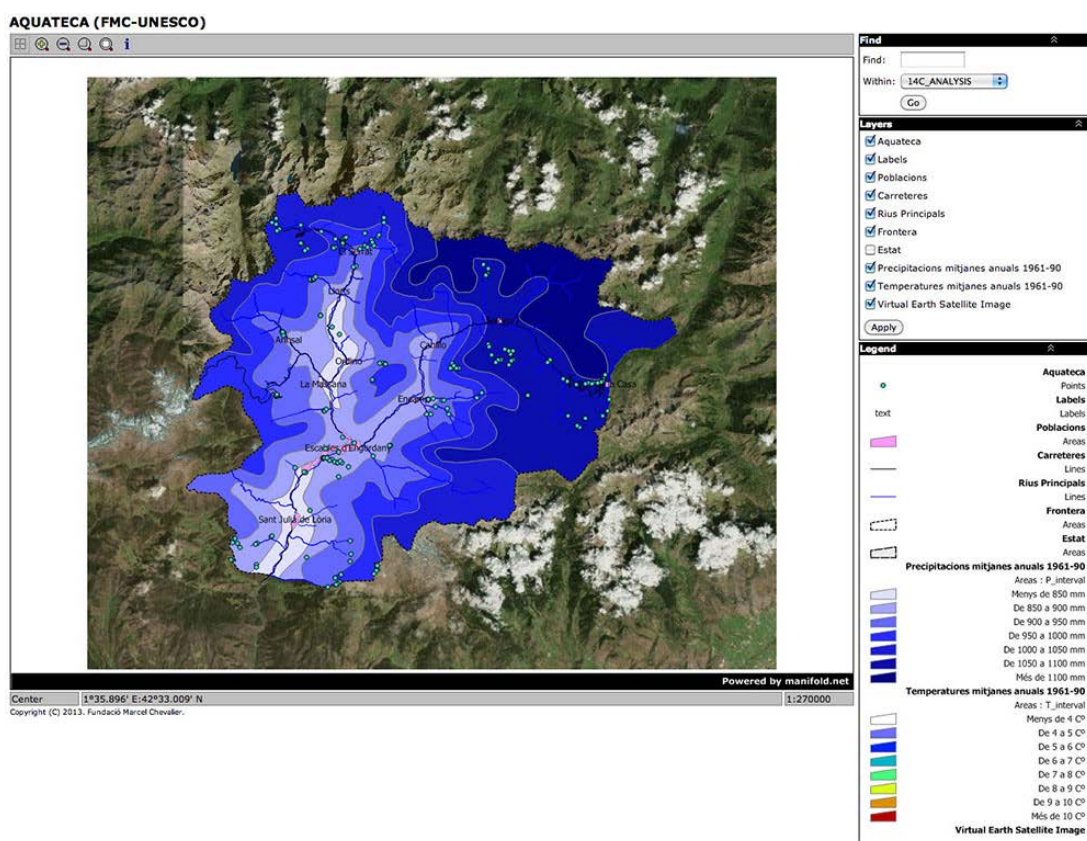 AQUATECA (FMC-UNESCO)
i
Find
Find:
Within: 14C_ANALYSIS
Go
Layers
Aquateca
Labels
Poblacions
Carreteres
Rius Principals
Frontera
Estat
Precipitacions mitjanes anuals 1961-90
Temperatures mitjanes anuals 1961-90
Virtual Earth Satellite Image
Apply
El Serrat
Llorts
Arinsal
Ordino
Canillo
La Massana
Encamp
Escaldes-Engordany
Sant Julià de Lòria
Legend
Aquateca
Points
Labels
text Labels
Poblacions
Areas
Carreteres
Lines
Rius Principals
Lines
Frontera
Areas
Estat
Areas
Precipitacions mitjanes anuals 1961-90
Areas : P_interval
Menys de 850 mm
De 850 a 900 mm
De 900 a 950 mm
De 950 a 1000 mm
De 1000 a 1050 mm
De 1050 a 1100 mm
Més de 1100 mm
Temperatures mitjanes anuals 1961-90
Areas : T_interval
Menys de 4 Cº
De 4 a 5 Cº
De 5 a 6 Cº
De 6 a 7 Cº
De 7 a 8 Cº
De 8 a 9 Cº
De 9 a 10 Cº
Més de 10 Cº
Virtual Earth Satellite Image
Powered by manifold.net
Center 1°35.896' E:42°33.009' N 1:270000
Copyright (C) 2013. Fundació Marcel Chevalier.